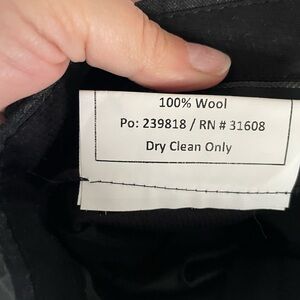 100% Wool
Po: 239818 / RN # 31608
Dry Clean Only